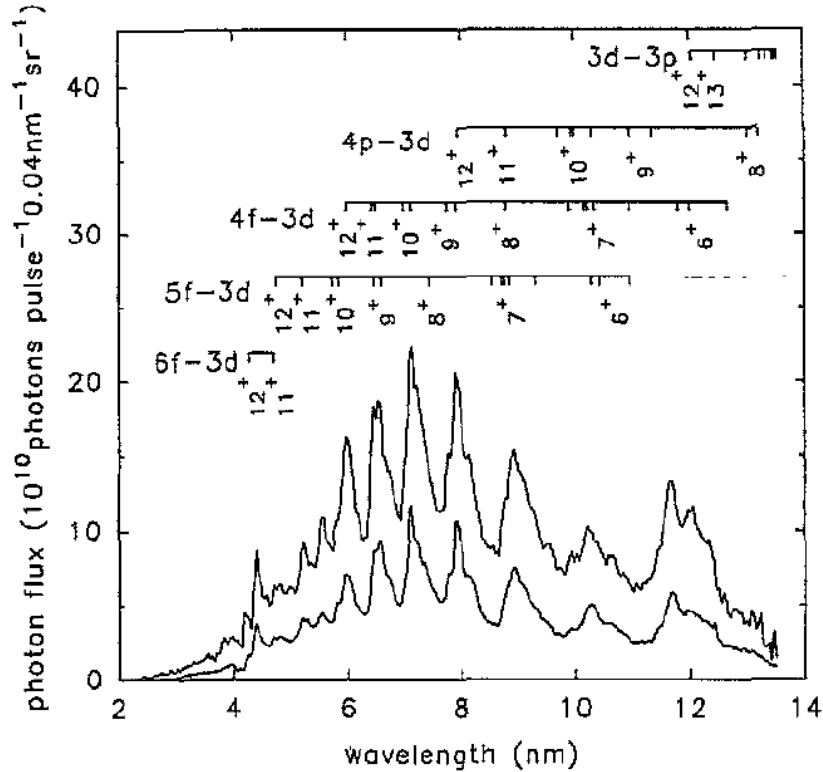 photon flux (10¹⁰photons pulse⁻¹0.04nm⁻¹sr⁻¹)
40
30
20
10
0
3d-3p
12⁺ 13⁺
4p-3d
12⁺ 11⁺ 10⁺ 9⁺ 8⁺
4f-3d
12⁺ 11⁺ 10⁺ 9⁺ 8⁺ 7⁺ 6⁺
5f-3d
12⁺ 11⁺ 10⁺ 9⁺ 8⁺ 7⁺ 6⁺
6f-3d
12⁺ 11⁺
2 4 6 8 10 12 14
wavelength (nm)